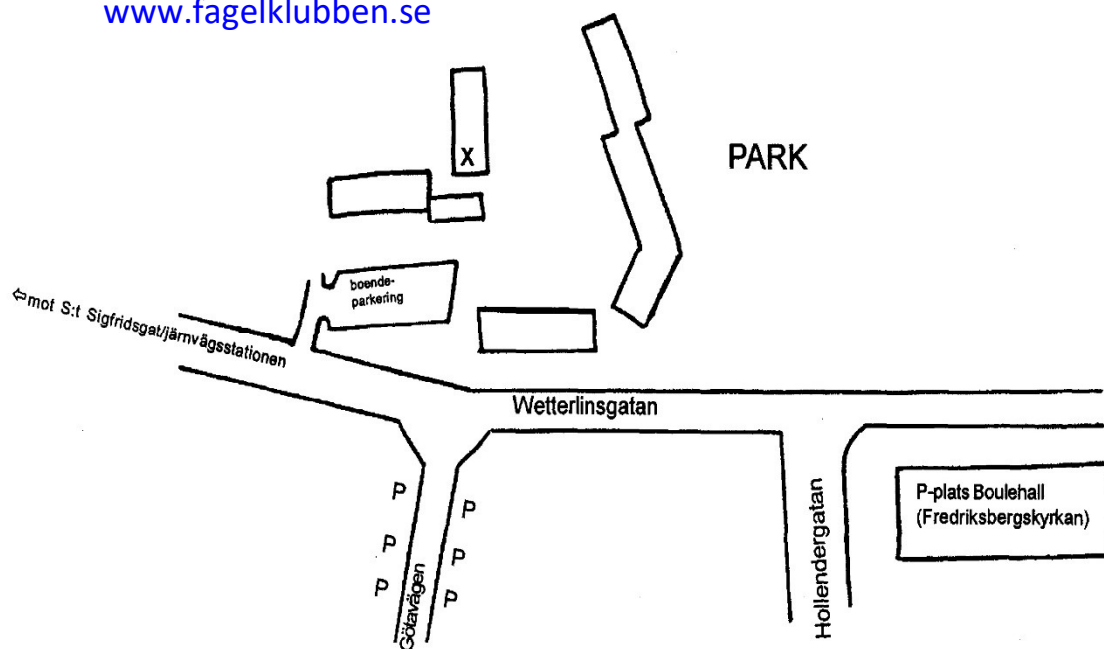 www.fagelklubben.se
X
PARK
boende-
parkering
⇦mot S:t Sigfridsgat/järnvägsstationen
Wetterlinsgatan
P
P
P
P
P
P
Götavägen
Hollendergatan
P-plats Boulehall
(Fredriksbergskyrkan)